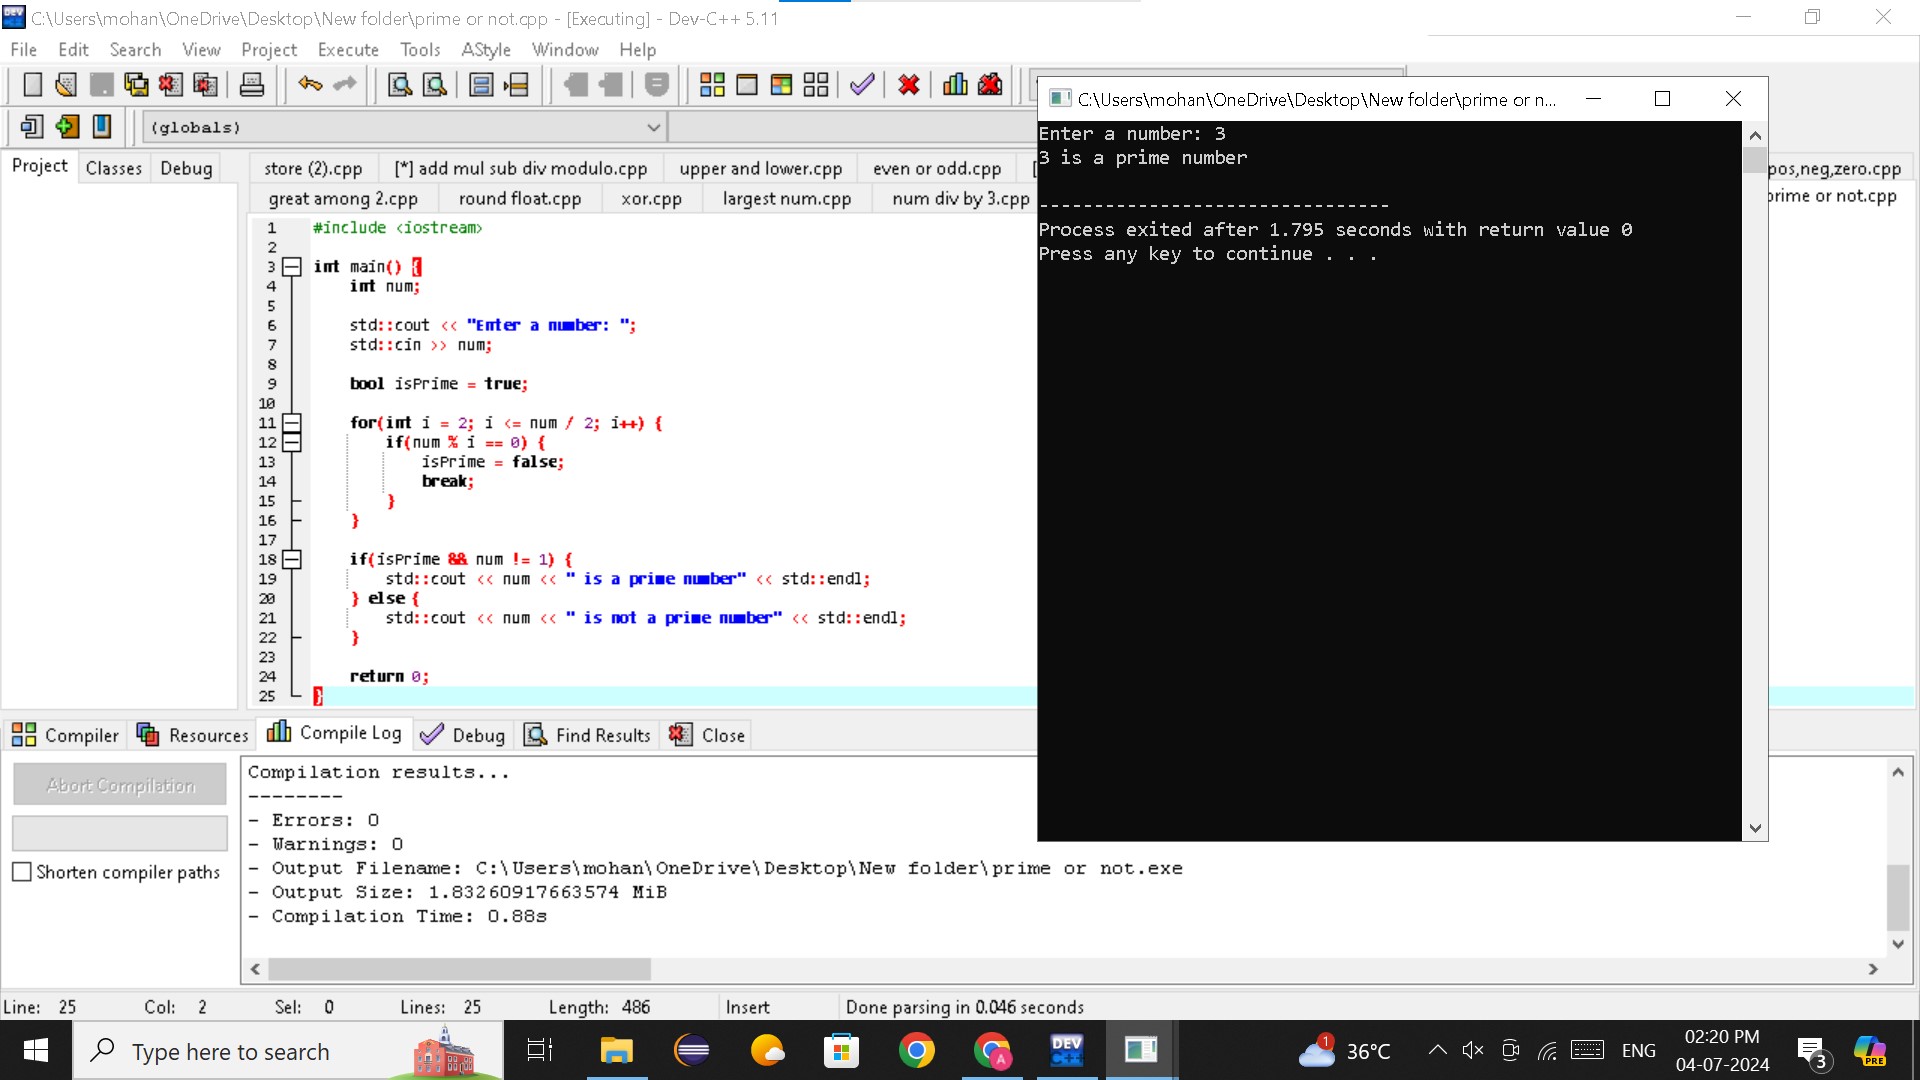 C:\Users\mohan\OneDrive\Desktop\New folder\prime or not.cpp - [Executing] - Dev-C++ 5.11
File Edit Search View Project Execute Tools AStyle Window Help
(globals)
Project Classes Debug
store (2).cpp [*] add mul sub div modulo.cpp upper and lower.cpp even or odd.cpp pos,neg,zero.cpp
great among 2.cpp round float.cpp xor.cpp largest num.cpp num div by 3.cpp prime or not.cpp
1 #include <iostream>
2
3 int main() {
4 int num;
5
6 std::cout << "Enter a number: ";
7 std::cin >> num;
8
9 bool isPrime = true;
10
11 for(int i = 2; i <= num / 2; i++) {
12 if(num % i == 0) {
13 isPrime = false;
14 break;
15 }
16 }
17
18 if(isPrime && num != 1) {
19 std::cout << num << " is a prime number" << std::endl;
20 } else {
21 std::cout << num << " is not a prime number" << std::endl;
22 }
23
24 return 0;
25 }
C:\Users\mohan\OneDrive\Desktop\New folder\prime or n...
Enter a number: 3
3 is a prime number
--------------------------------
Process exited after 1.795 seconds with return value 0
Press any key to continue . . .
Compiler Resources Compile Log Debug Find Results Close
Abort Compilation
Shorten compiler paths
Compilation results...
--------
- Errors: 0
- Warnings: 0
- Output Filename: C:\Users\mohan\OneDrive\Desktop\New folder\prime or not.exe
- Output Size: 1.83260917663574 MiB
- Compilation Time: 0.88s
Line: 25 Col: 2 Sel: 0 Lines: 25 Length: 486 Insert Done parsing in 0.046 seconds
Type here to search
DEV C++
1
36°C
ENG
02:20 PM
04-07-2024
3
PRE